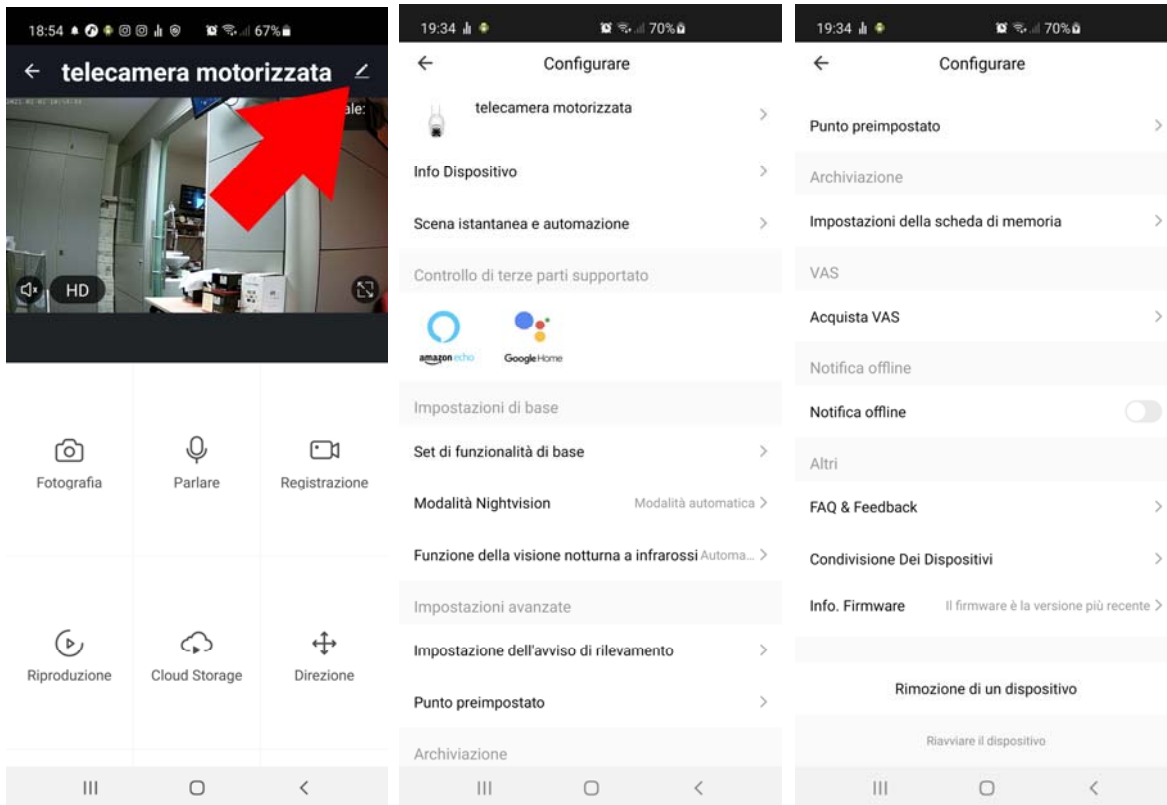 18:54
67%
telecamera motorizzata
ale:
HD
Fotografia
Parlare
Registrazione
Riproduzione
Cloud Storage
Direzione
19:34
70%
Configurare
telecamera motorizzata
Info Dispositivo
Scena istantanea e automazione
Controllo di terze parti supportato
amazon echo
Google Home
Impostazioni di base
Set di funzionalità di base
Modalità Nightvision Modalità automatica
Funzione della visione notturna a infrarossi Automa...
Impostazioni avanzate
Impostazione dell'avviso di rilevamento
Punto preimpostato
Archiviazione
19:34
70%
Configurare
Punto preimpostato
Archiviazione
Impostazioni della scheda di memoria
VAS
Acquista VAS
Notifica offline
Notifica offline
Altri
FAQ & Feedback
Condivisione Dei Dispositivi
Info. Firmware Il firmware è la versione più recente
Rimozione di un dispositivo
Riavviare il dispositivo